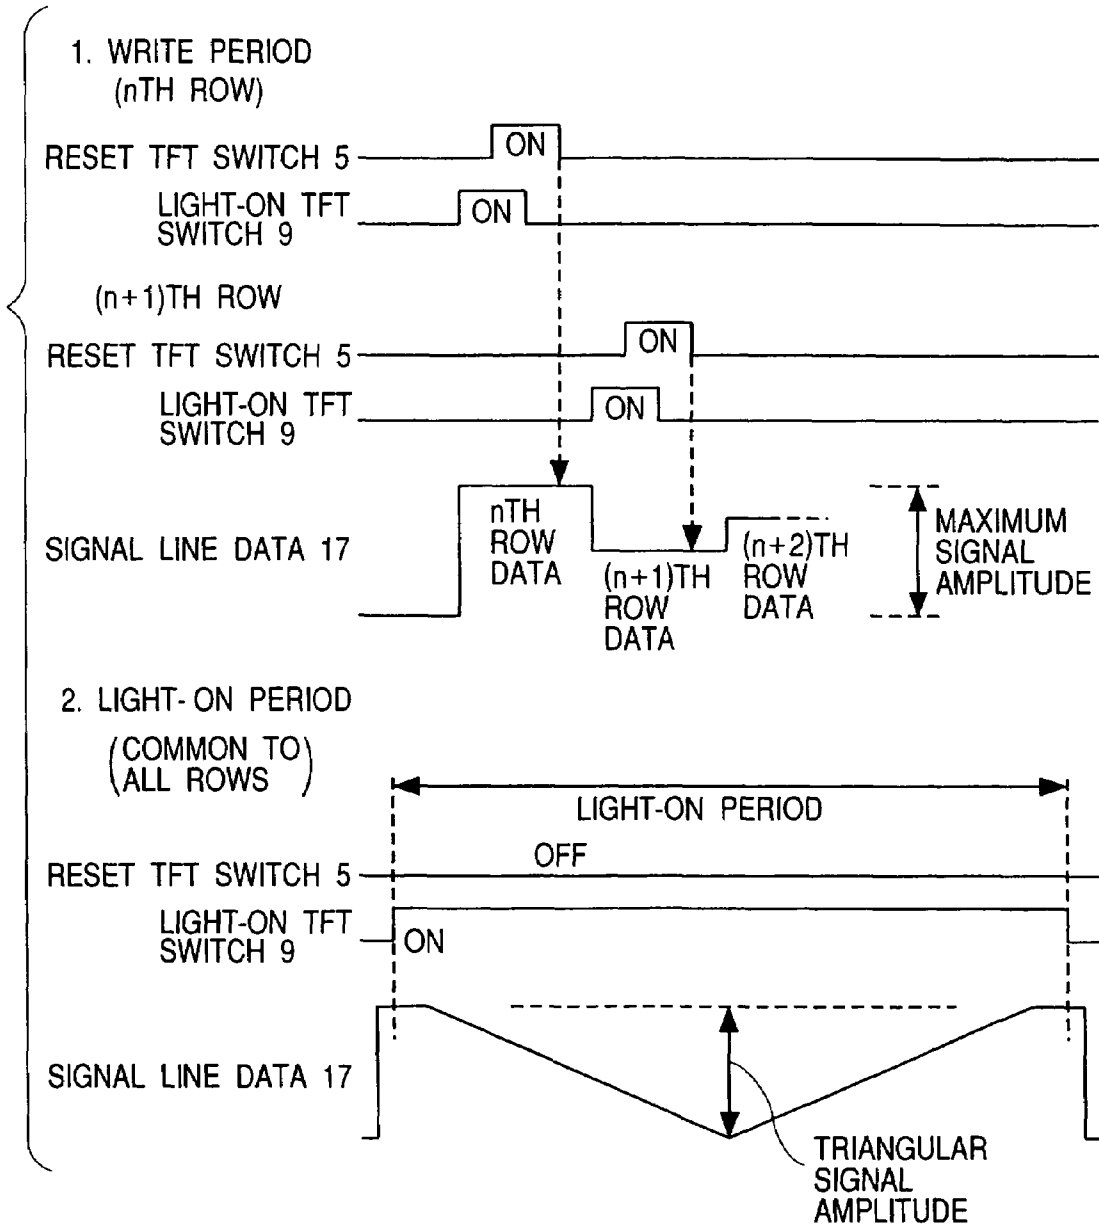 1. WRITE PERIOD
(nTH ROW)
RESET TFT SWITCH 5
ON
LIGHT-ON TFT
SWITCH 9
ON
(n+1)TH ROW
RESET TFT SWITCH 5
ON
LIGHT-ON TFT
SWITCH 9
ON
SIGNAL LINE DATA 17
nTH
ROW
DATA
(n+1)TH
ROW
DATA
(n+2)TH
ROW
DATA
MAXIMUM
SIGNAL
AMPLITUDE
2. LIGHT-ON PERIOD
(COMMON TO
ALL ROWS)
LIGHT-ON PERIOD
RESET TFT SWITCH 5
OFF
LIGHT-ON TFT
SWITCH 9
ON
SIGNAL LINE DATA 17
TRIANGULAR
SIGNAL
AMPLITUDE